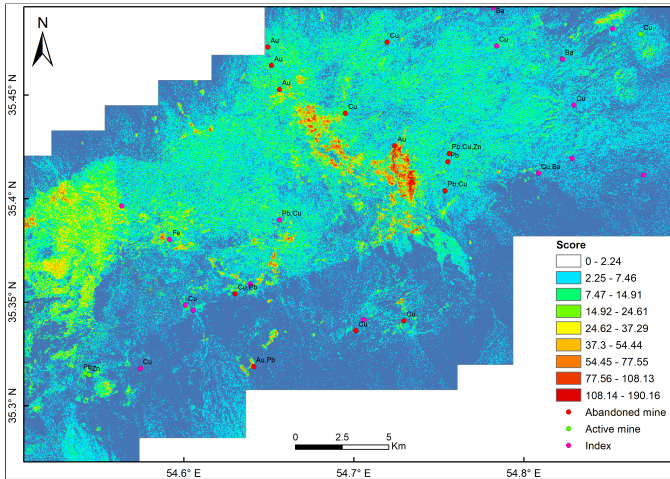 Ba
Cu
Au
Cu
Cu
Ba
Au
Au
35.45° N
Au
Pb,Cu,Zn
Pb
Cu,Ba
Pb,Cu
35.4° N
Pb,Cu
Fe
Cu,Pb
35.35° N
Cu
Cu
Cu
Cu
Au,Pb
Pb,Zn
35.3° N
N
Score
0 - 2.24
2.25 - 7.46
7.47 - 14.91
14.92 - 24.61
24.62 - 37.29
37.3 - 54.44
54.45 - 77.55
77.56 - 108.13
108.14 - 190.16
Abandoned mine
Active mine
Index
0 2.5 5
Km
54.6° E 54.7° E 54.8° E